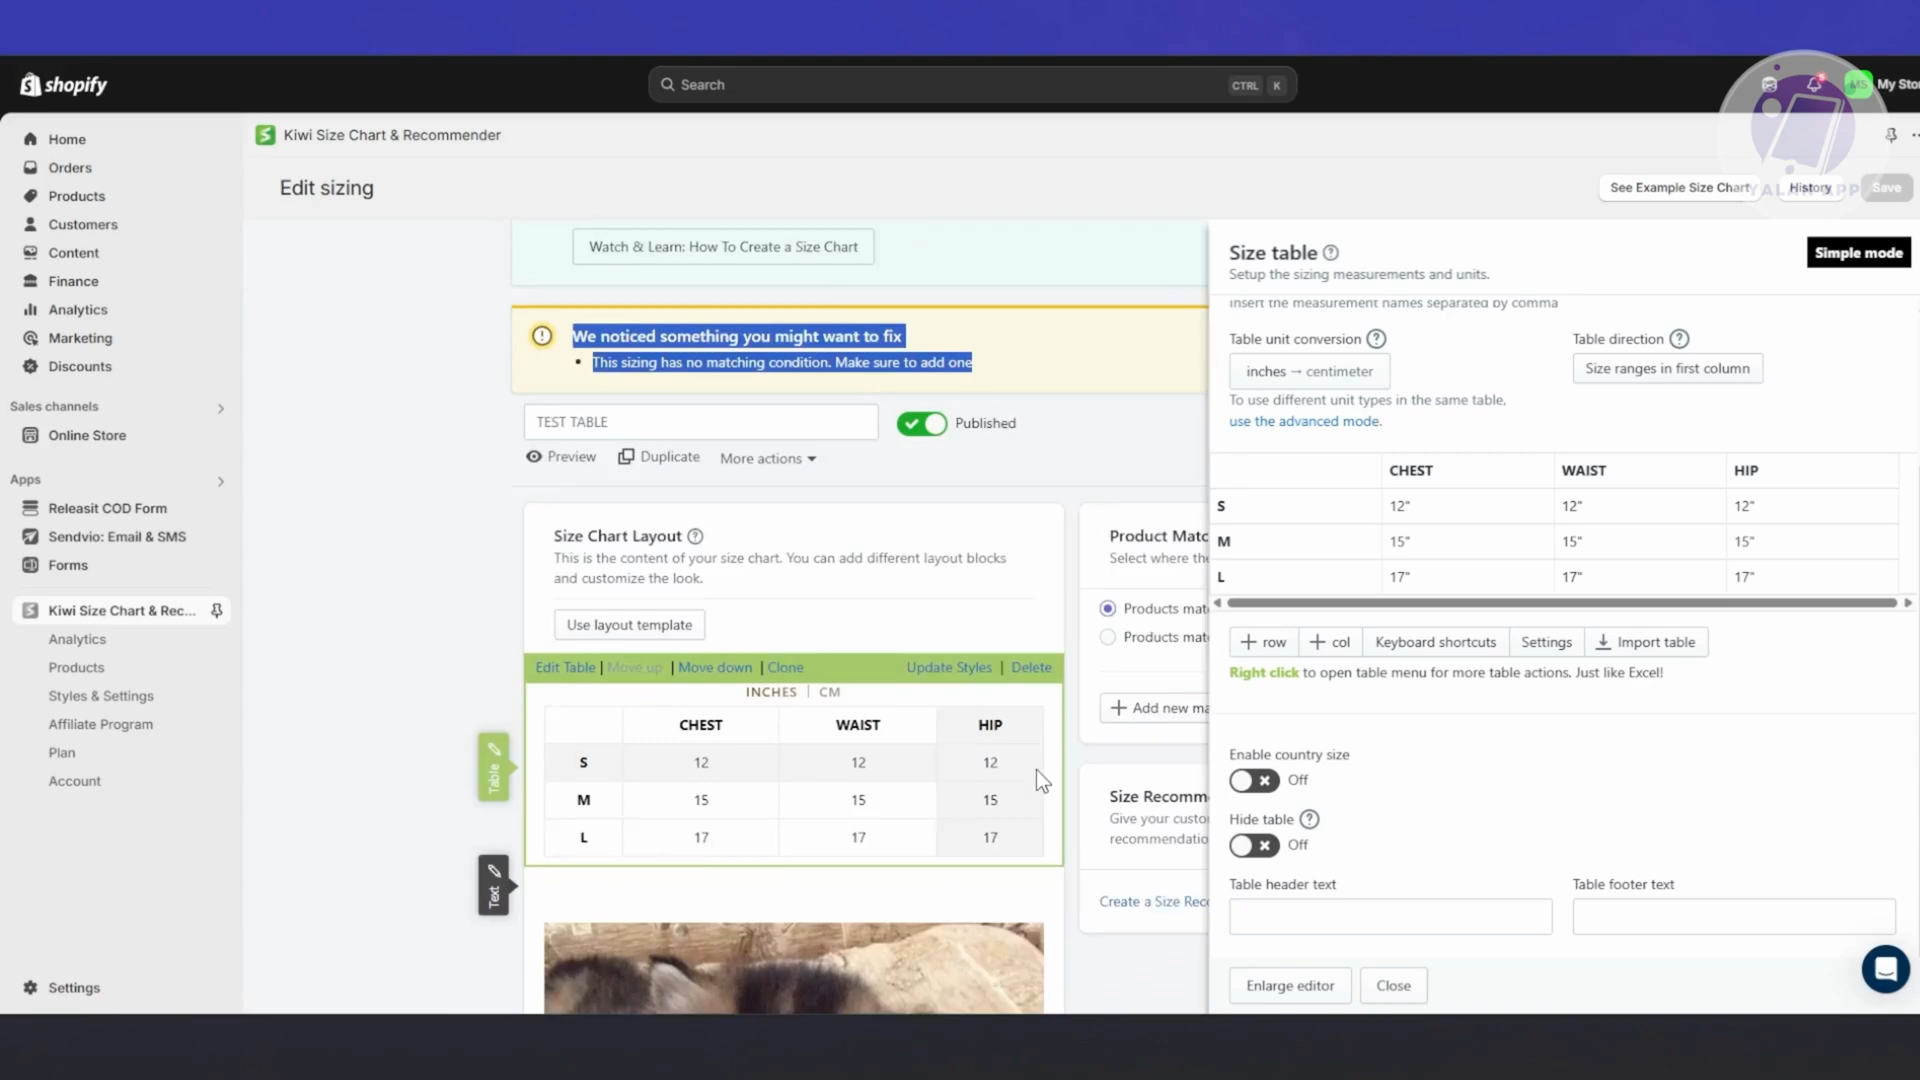 shopify
Search
CTRL K
MS
My Sto
Home
Orders
Products
Customers
Content
Finance
Analytics
Marketing
Discounts
Sales channels
Online Store
Apps
Releasit COD Form
Sendvio: Email & SMS
Forms
Kiwi Size Chart & Rec...
Analytics
Products
Styles & Settings
Affiliate Program
Plan
Account
Settings
Kiwi Size Chart & Recommender
Edit sizing
See Example Size Chart
History
Save
Watch & Learn: How To Create a Size Chart
We noticed something you might want to fix
• This sizing has no matching condition. Make sure to add one
TEST TABLE
Published
Preview
Duplicate
More actions
Size Chart Layout
This is the content of your size chart. You can add different layout blocks
and customize the look.
Use layout template
Edit Table | Move up | Move down | Clone
Update Styles | Delete
INCHES | CM
CHEST WAIST HIP
S 12 12 12
M 15 15 15
L 17 17 17
Table
Text
Product Matc
Select where the
Products mat
Products mat
+ Add new ma
Size Recomm
Give your custo
recommendatio
Create a Size Rec
Size table
Simple mode
Setup the sizing measurements and units.
Insert the measurement names separated by comma
Table unit conversion
Table direction
inches → centimeter
Size ranges in first column
To use different unit types in the same table,
use the advanced mode.
CHEST WAIST HIP
S 12" 12" 12"
M 15" 15" 15"
L 17" 17" 17"
+ row
+ col
Keyboard shortcuts
Settings
Import table
Right click to open table menu for more table actions. Just like Excel!
Enable country size
Off
Hide table
Off
Table header text
Table footer text
Enlarge editor
Close